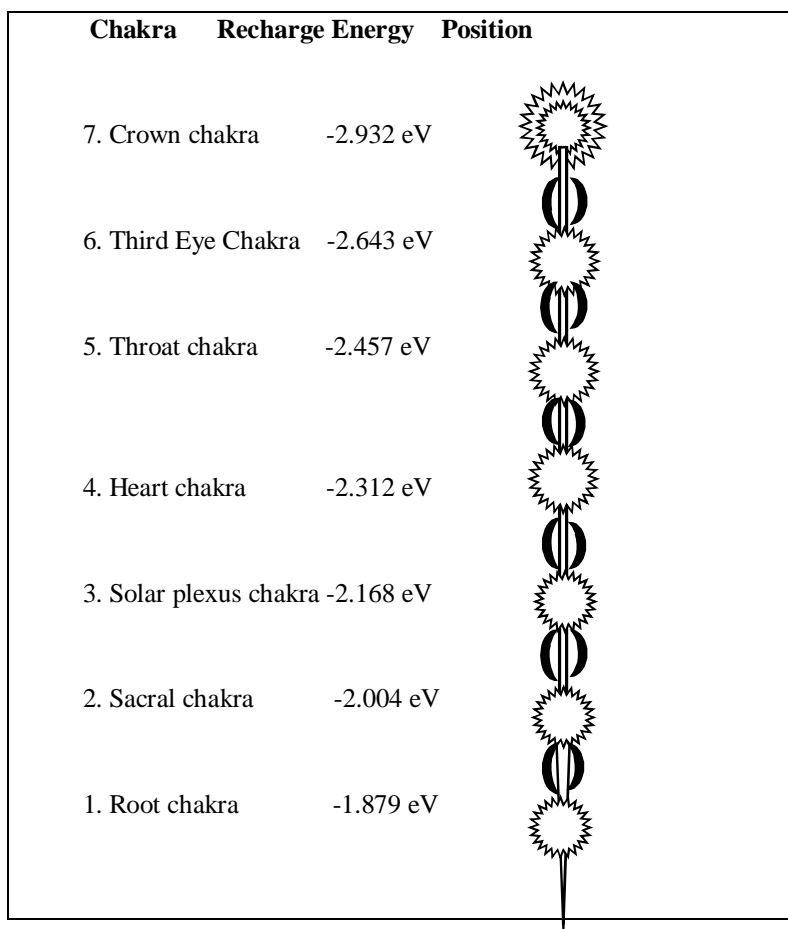 Chakra Recharge Energy Position
7. Crown chakra -2.932 eV
6. Third Eye Chakra -2.643 eV
5. Throat chakra -2.457 eV
4. Heart chakra -2.312 eV
3. Solar plexus chakra -2.168 eV
2. Sacral chakra -2.004 eV
1. Root chakra -1.879 eV